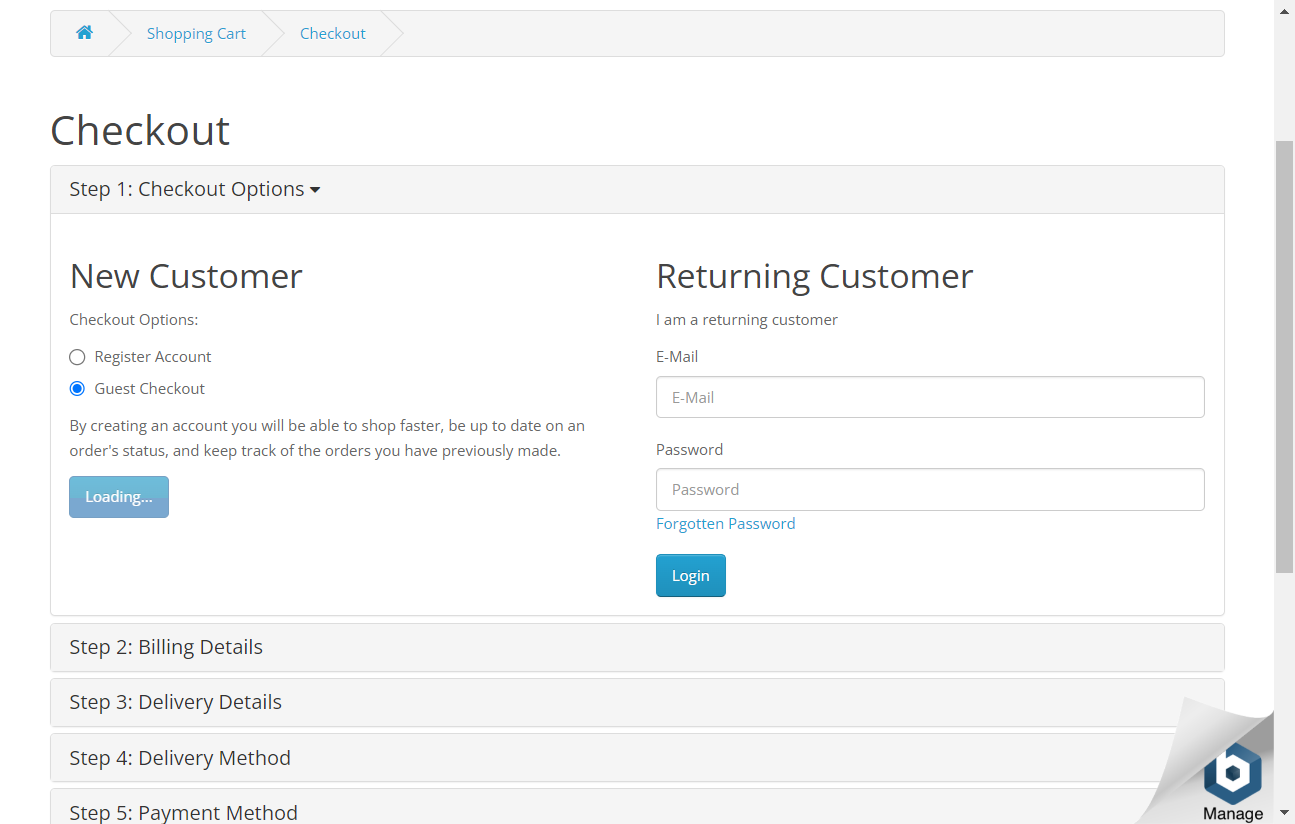 Shopping Cart
Checkout
Checkout
Step 1: Checkout Options
New Customer
Checkout Options:
Register Account
Guest Checkout
By creating an account you will be able to shop faster, be up to date on an
order's status, and keep track of the orders you have previously made.
Loading...
Returning Customer
I am a returning customer
E-Mail
E-Mail
Password
Password
Forgotten Password
Login
Step 2: Billing Details
Step 3: Delivery Details
Step 4: Delivery Method
Step 5: Payment Method
Manage